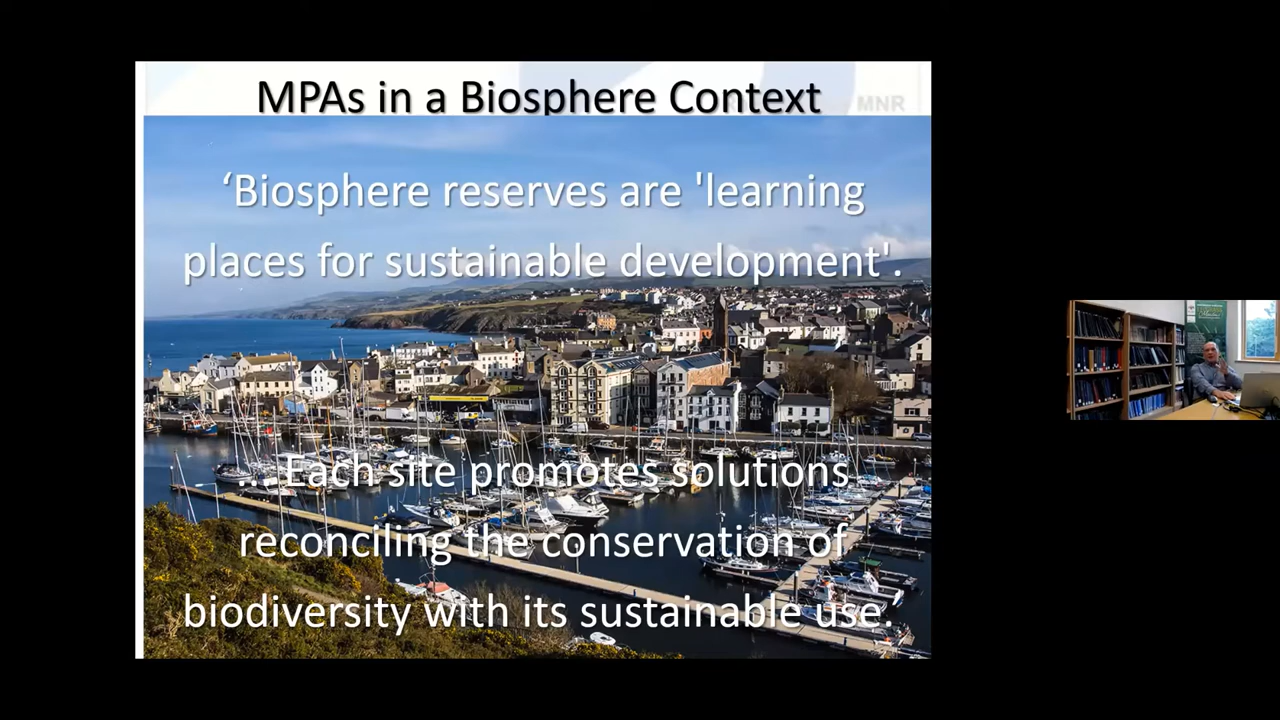 MPAs in a Biosphere Context
MNR
‘Biosphere reserves are 'learning
places for sustainable development'.
...Each site promotes solutions
reconciling the conservation of
biodiversity with its sustainable use.’